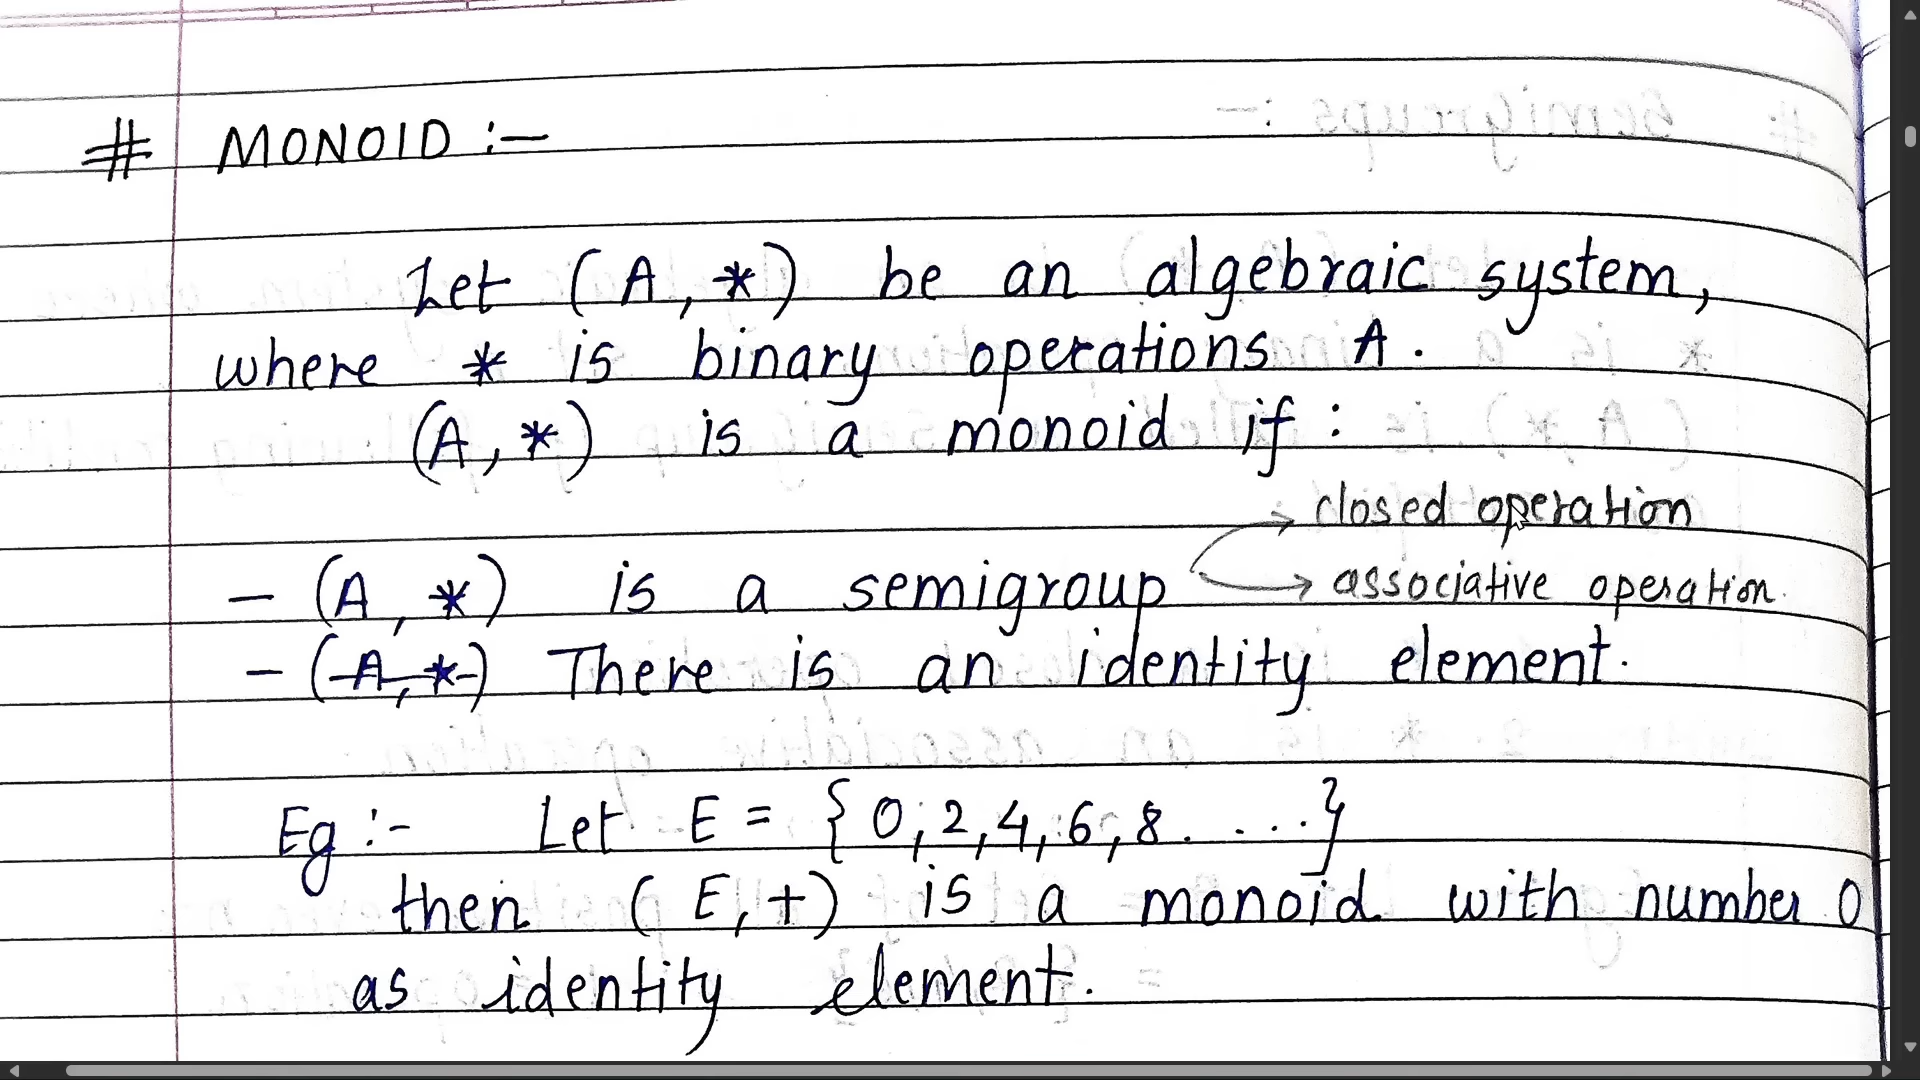 # MONOID :-
Let (A, *) be an algebraic system,
where * is binary operations A.
(A, *) is a monoid if :
→ closed operation
- (A, *) is a semigroup → associative operation.
- (A, *) There is an identity element.
Eg :- Let E = {0, 2, 4, 6, 8. ....}
then (E, +) is a monoid with number 0
as identity element.